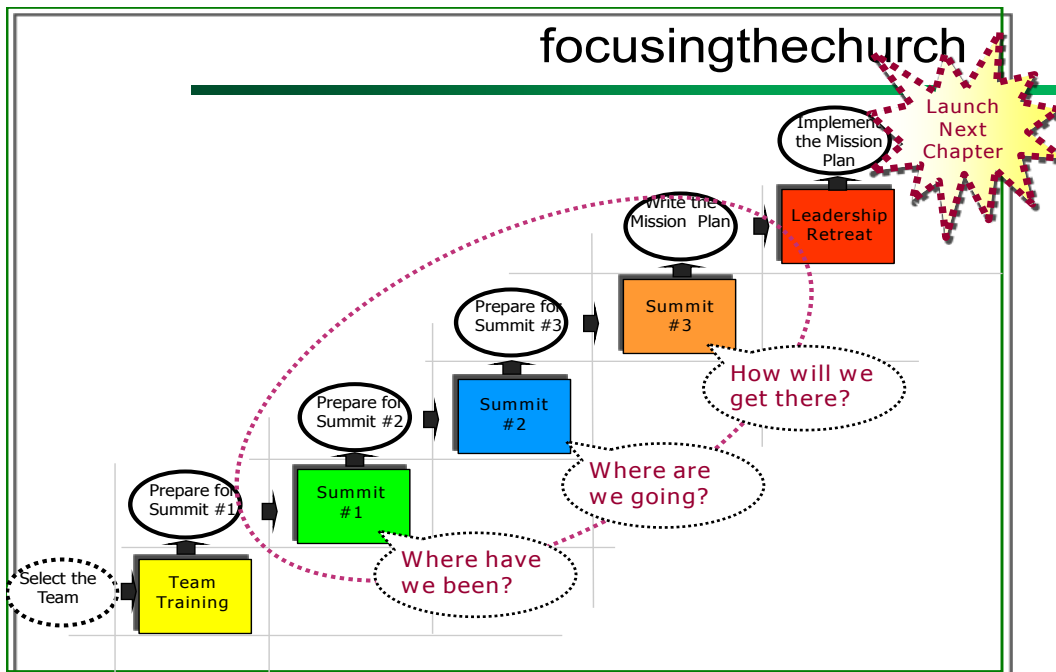 focusingthechurch
Launch
Next
Chapter
Implement
the Mission
Plan
Leadership
Retreat
Write the
Mission Plan
Summit
#3
How will we
get there?
Prepare for
Summit #3
Summit
#2
Where are
we going?
Prepare for
Summit #2
Summit
#1
Where have
we been?
Prepare for
Summit #1
Team
Training
Select the
Team